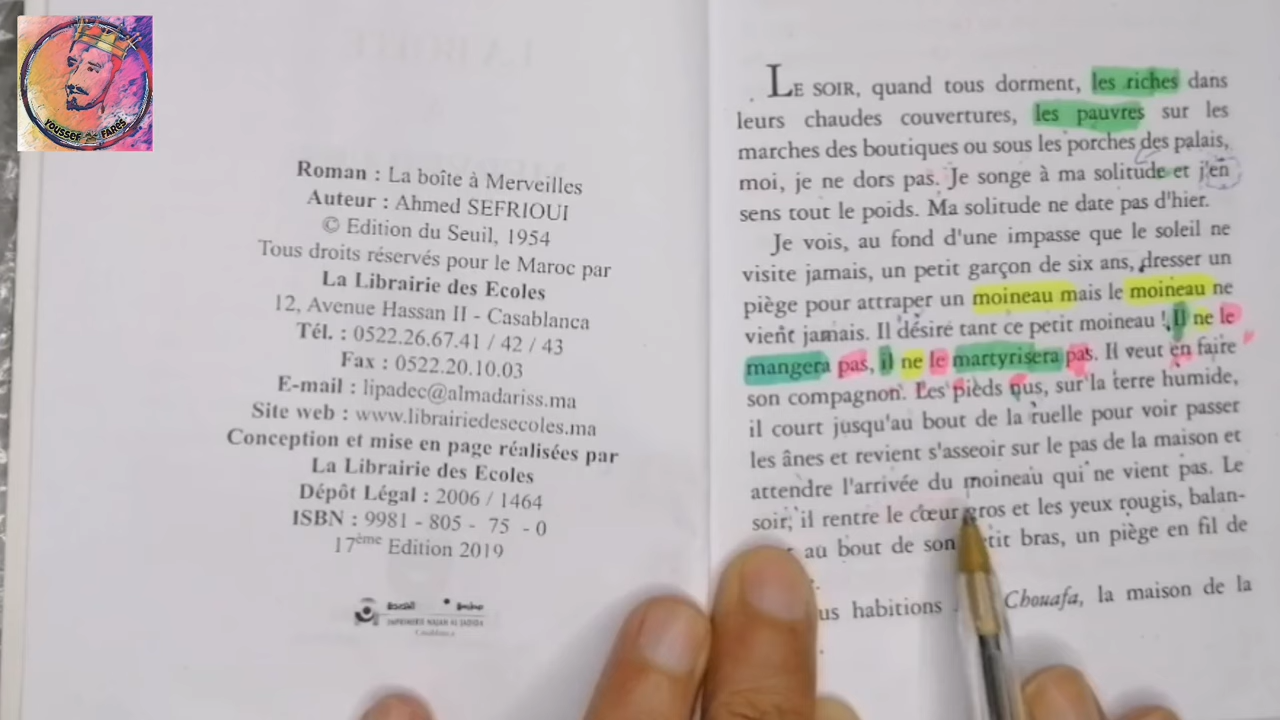 YOUSSEF FARES
Roman : La boîte à Merveilles
Auteur : Ahmed SEFRIOUI
© Edition du Seuil, 1954
Tous droits réservés pour le Maroc par
La Librairie des Ecoles
12, Avenue Hassan II - Casablanca
Tél. : 0522.26.67.41 / 42 / 43
Fax : 0522.20.10.03
E-mail : lipadec@almadariss.ma
Site web : www.librairiedesecoles.ma
Conception et mise en page réalisées par
La Librairie des Ecoles
Dépôt Légal : 2006 / 1464
ISBN : 9981 - 805 - 75 - 0
17ème Edition 2019
IMPRIMERIE NAJAH EL JADIDA
Casablanca
LE SOIR, quand tous dorment, les riches dans
leurs chaudes couvertures, les pauvres sur les
marches des boutiques ou sous les porches des palais,
moi, je ne dors pas. Je songe à ma solitude et j'en
sens tout le poids. Ma solitude ne date pas d'hier.
Je vois, au fond d'une impasse que le soleil ne
visite jamais, un petit garçon de six ans, dresser un
piège pour attraper un moineau mais le moineau ne
vient jamais. Il désire tant ce petit moineau ! Il ne le
mangera pas, il ne le martyrisera pas. Il veut en faire
son compagnon. Les pieds nus, sur la terre humide,
il court jusqu'au bout de la ruelle pour voir passer
les ânes et revient s'asseoir sur le pas de la maison et
attendre l'arrivée du moineau qui ne vient pas. Le
soir, il rentre le cœur gros et les yeux rougis, balan-
au bout de son petit bras, un piège en fil de
habitions Chouafa, la maison de la